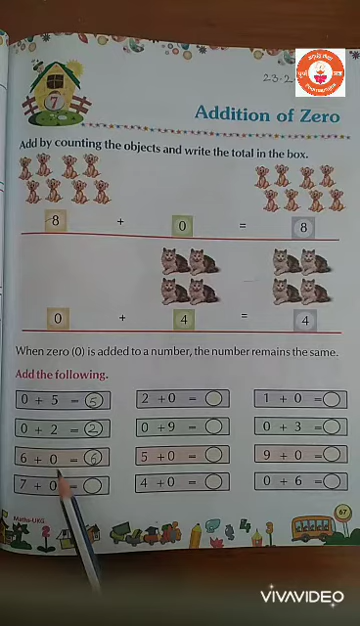 23.2
7
Addition of Zero
Add by counting the objects and write the total in the box.
8 + 0 = 8
0 + 4 = 4
When zero (0) is added to a number, the number remains the same.
Add the following.
0 + 5 = 5 2 + 0 = 1 + 0 =
0 + 2 = 2 0 + 9 = 0 + 3 =
6 + 0 = 6 5 + 0 = 9 + 0 =
7 + 0 = 4 + 0 = 0 + 6 =
Maths-UKG
67
VIVAVIDEO